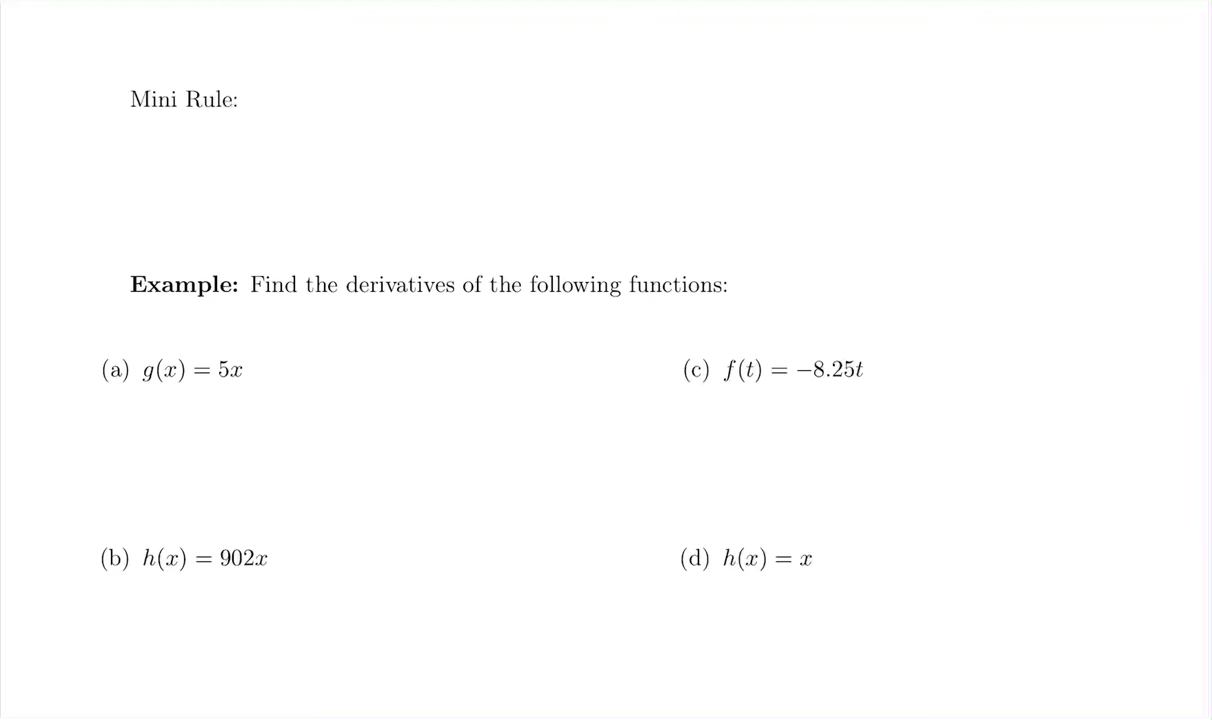 Mini Rule:
Example: Find the derivatives of the following functions:
(a) g(x) = 5x
(c) f(t) = −8.25t
(b) h(x) = 902x
(d) h(x) = x